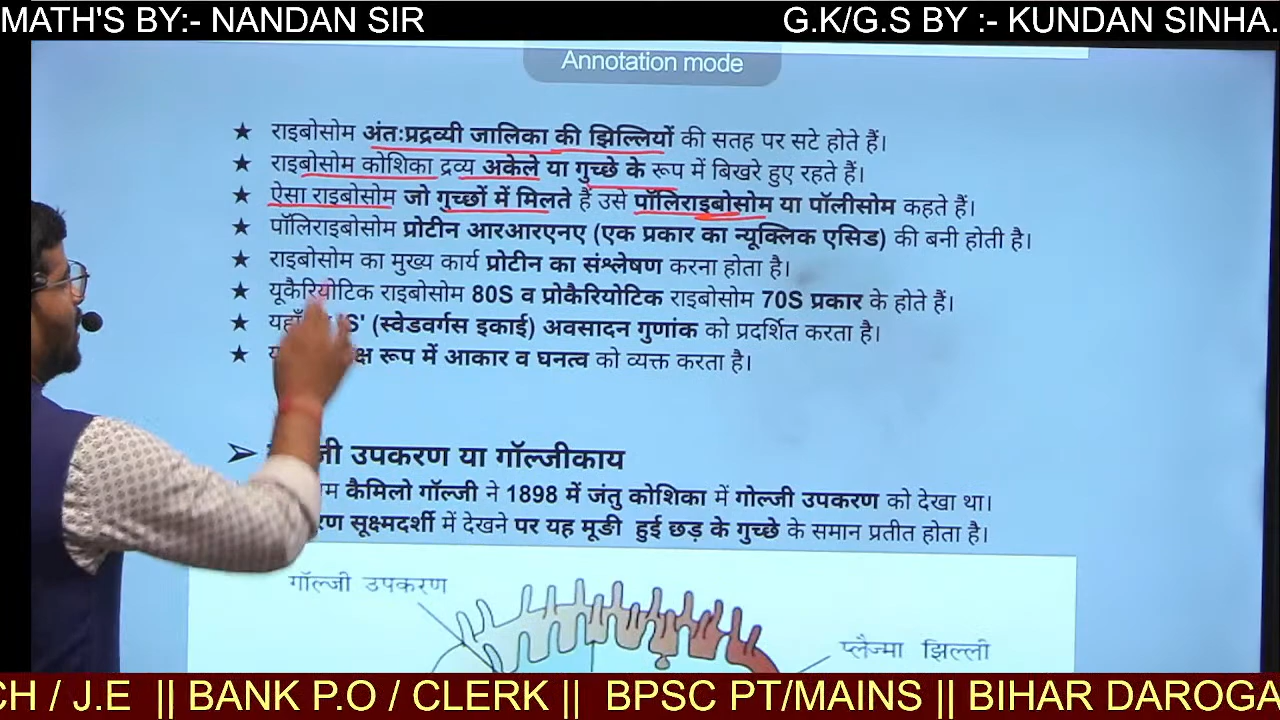 MATH'S BY:- NANDAN SIR
G.K/G.S BY :- KUNDAN SINHA.
Annotation mode
★ राइबोसोम अंतःप्रद्रव्यी जालिका की झिल्लियों की सतह पर सटे होते हैं।
★ राइबोसोम कोशिका द्रव्य अकेले या गुच्छे के रूप में बिखरे हुए रहते हैं।
★ ऐसा राइबोसोम जो गुच्छों में मिलते हैं उसे पॉलिराइबोसोम या पॉलीसोम कहते हैं।
★ पॉलिराइबोसोम प्रोटीन आरआरएनए (एक प्रकार का न्यूक्लिक एसिड) की बनी होती है।
★ राइबोसोम का मुख्य कार्य प्रोटीन का संश्लेषण करना होता है।
★ यूकैरियोटिक राइबोसोम 80S व प्रोकैरियोटिक राइबोसोम 70S प्रकार के होते हैं।
★ यहाँ 'S' (स्वेडवर्गस इकाई) अवसादन गुणांक को प्रदर्शित करता है।
★ रूप में आकार व घनत्व को व्यक्त करता है।
➢ उपकरण या गॉल्जीकाय
कैमिलो गॉल्जी ने 1898 में जंतु कोशिका में गोल्जी उपकरण को देखा था।
सूक्ष्मदर्शी में देखने पर यह मूङी हुई छड़ के गुच्छे के समान प्रतीत होता है।
गॉल्जी उपकरण
प्लैज्मा झिल्ली
CH / J.E || BANK P.O / CLERK || BPSC PT/MAINS || BIHAR DAROGA